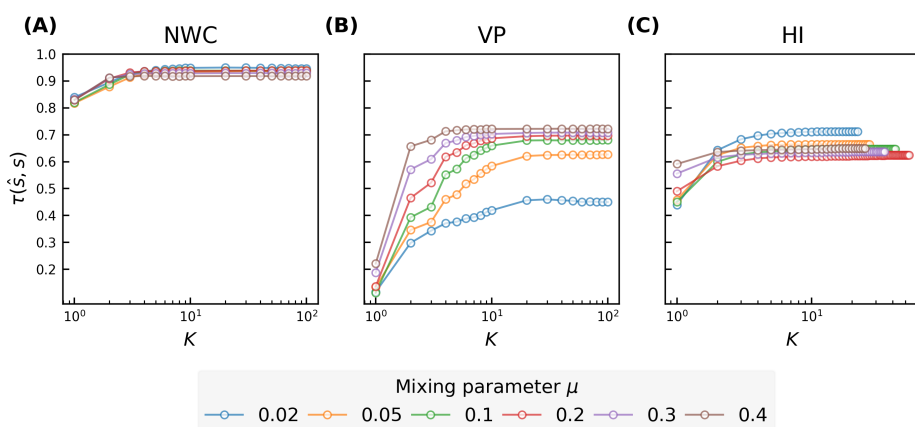 (A) NWC (B) VP (C) HI
τ(ŝ, s)
1.0
0.9
0.8
0.7
0.6
0.5
0.4
0.3
0.2
10⁰ 10¹ 10² 10⁰ 10¹ 10² 10⁰ 10¹
K K K
Mixing parameter μ
0.02 0.05 0.1 0.2 0.3 0.4